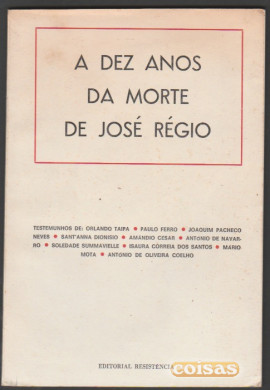 A DEZ ANOS
DA MORTE
DE JOSÉ RÉGIO
TESTEMUNHOS DE: ORLANDO TAIPA • PAULO FERRO • JOAQUIM PACHECO
NEVES • SANT'ANNA DIONISIO • AMANDIO CESAR • ANTONIO DE NAVAR-
RO • SOLEDADE SUMMAVIELLE • ISAURA CORREIA DOS SANTOS • MARIO
MOTA • ANTONIO DE OLIVEIRA COELHO
EDITORIAL RESISTÊNCIA
coisas